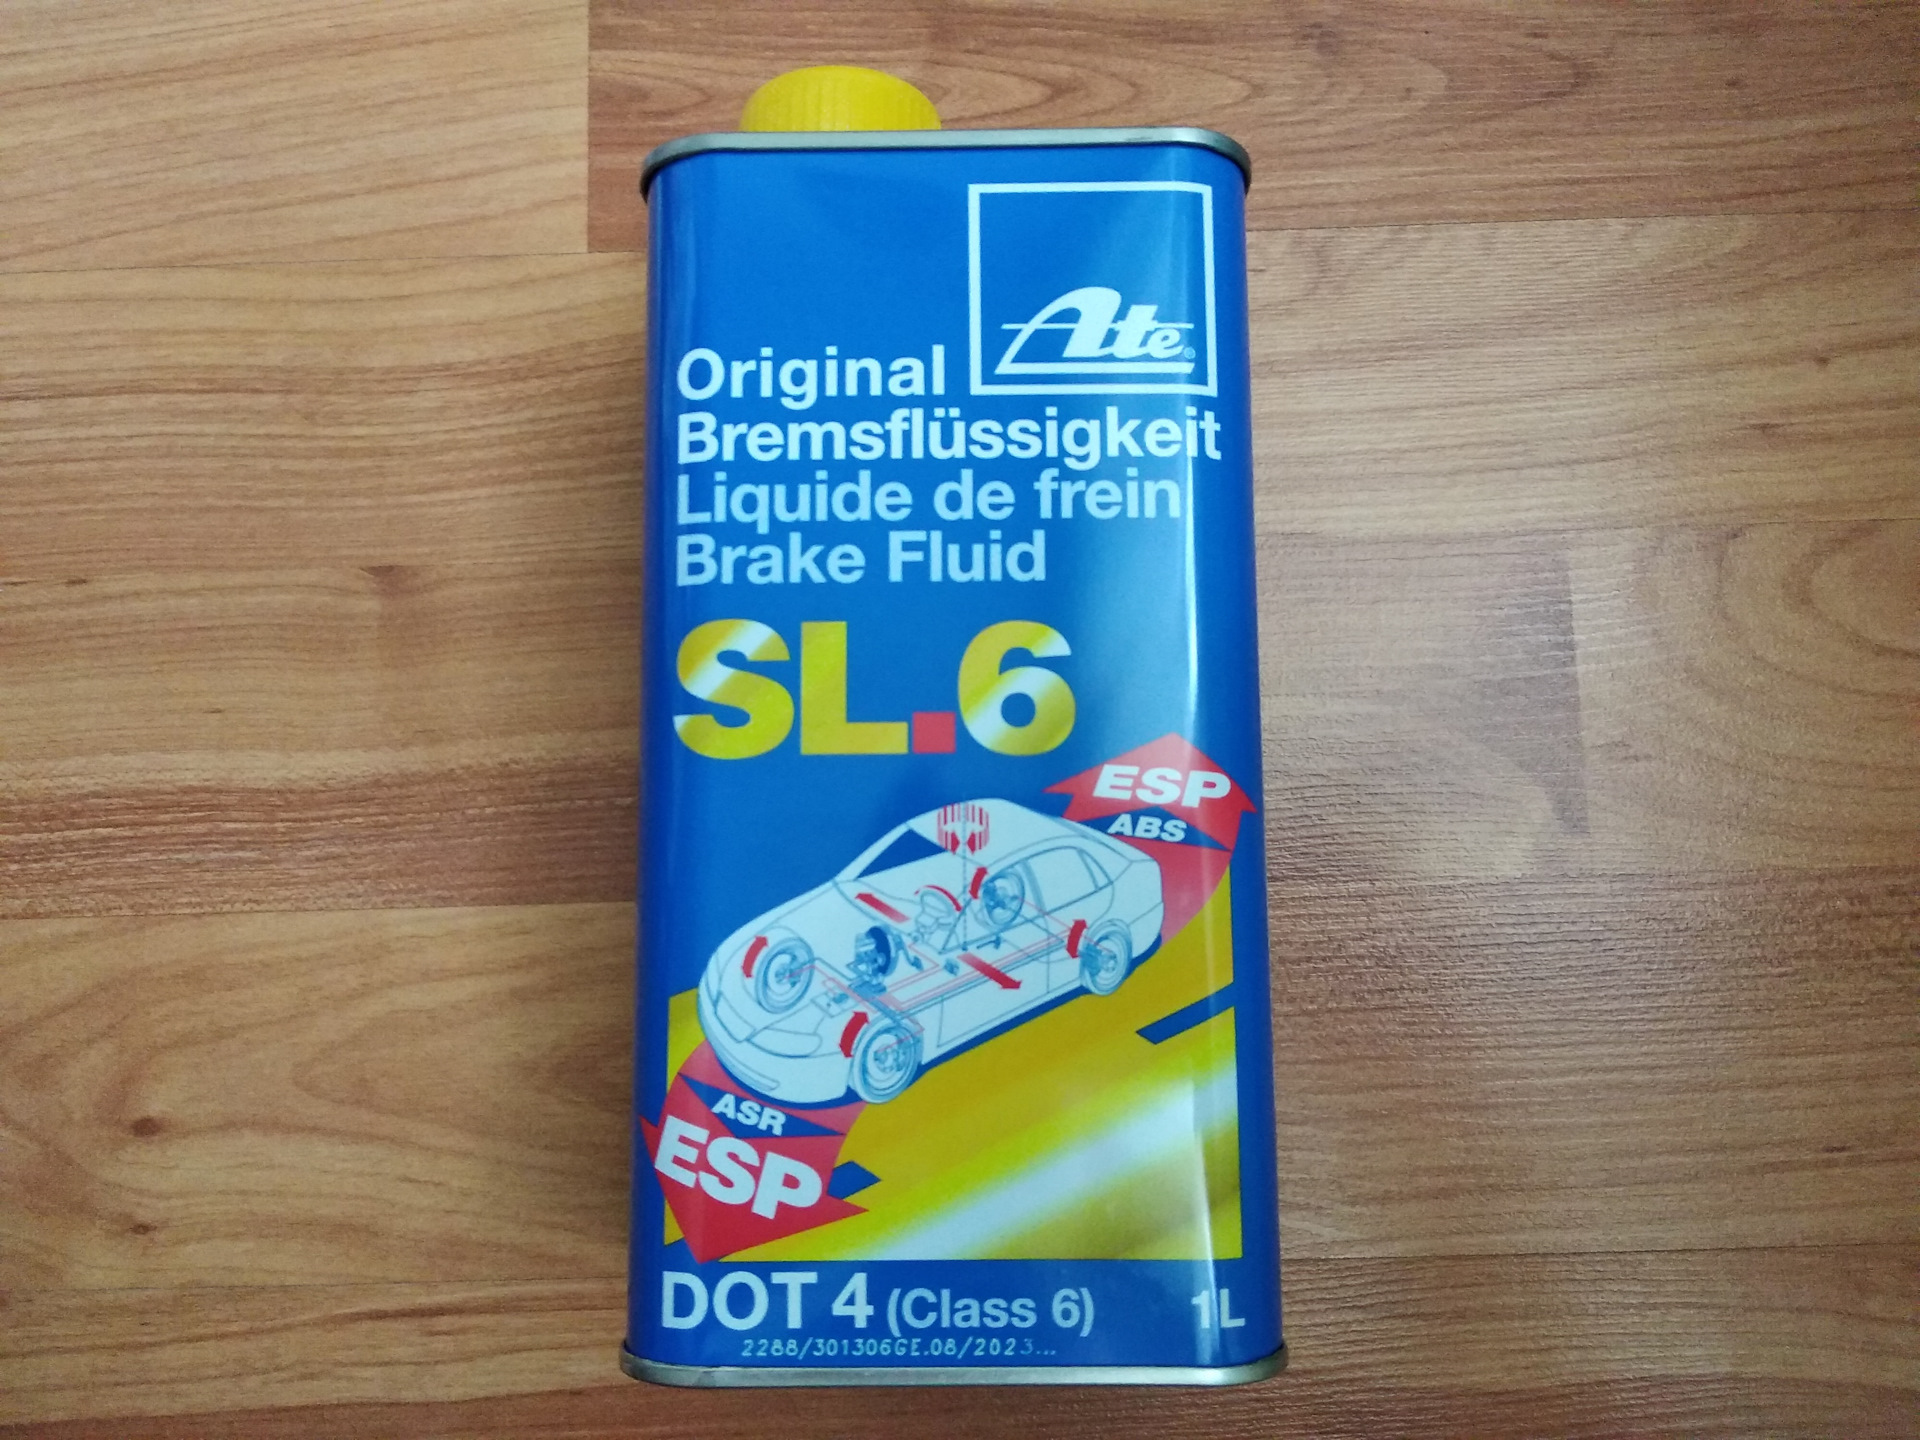 Ate®
Original
Bremsflüssigkeit
Liquide de frein
Brake Fluid
SL.6
ESP
ABS
ASR
ESP
DOT 4 (Class 6) 1L
2288/301306GE.08/2023...